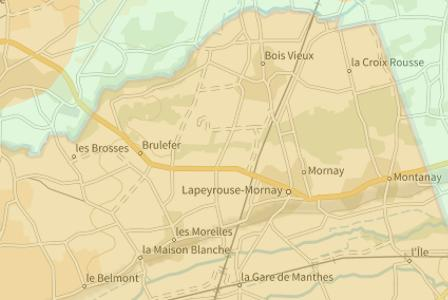 Bois Vieux
la Croix Rousse
Brulefer
les Brosses
Mornay
Montanay
Lapeyrouse-Mornay
les Morelles
la Maison Blanche
l'Île
le Belmont
la Gare de Manthes